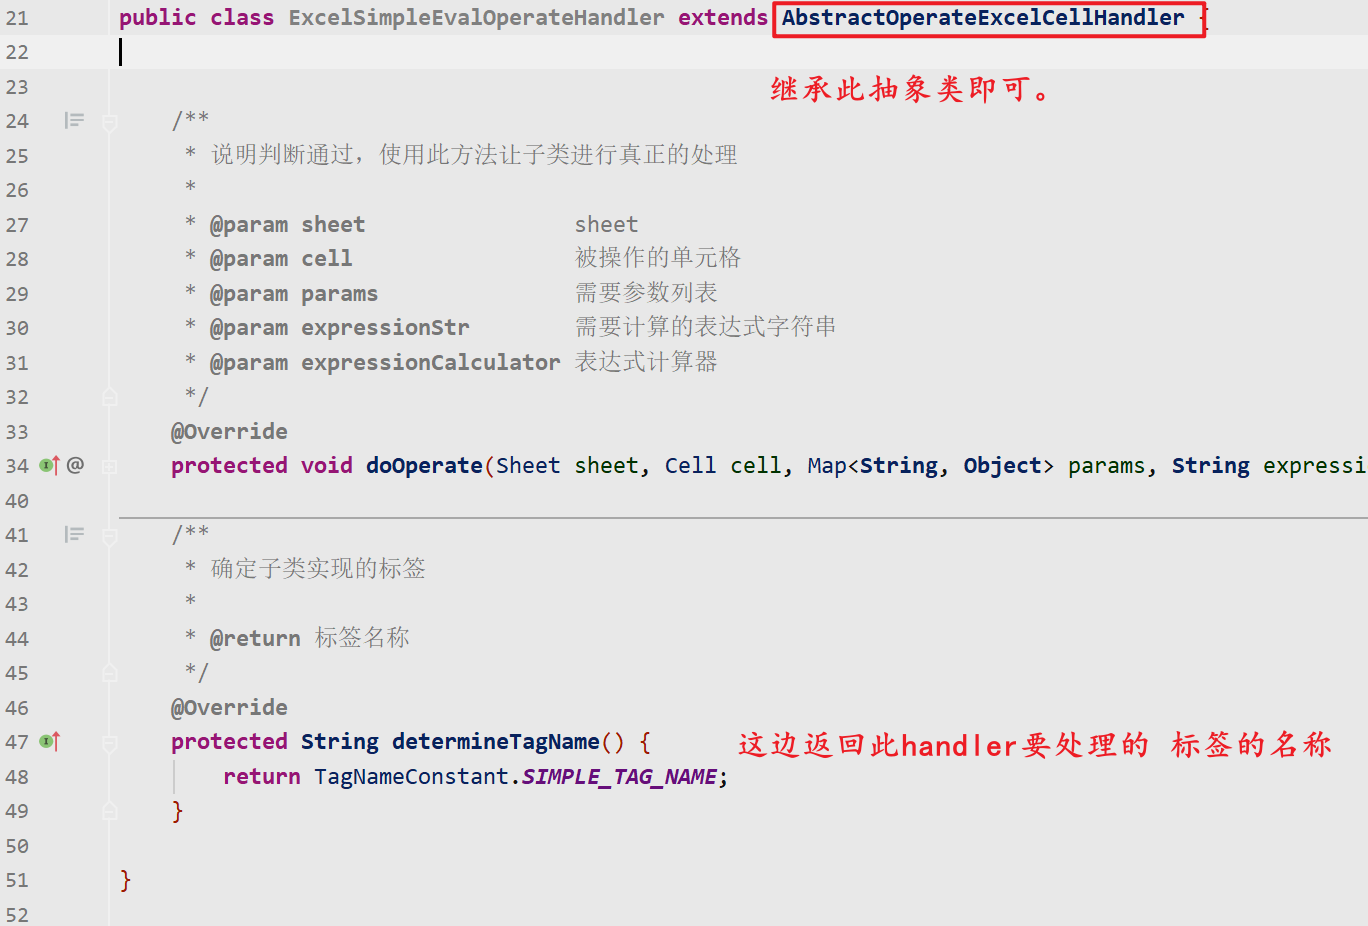 21 public class ExcelSimpleEvalOperateHandler extends AbstractOperateExcelCellHandler {
22
23 继承此抽象类即可。
24 /**
25 * 说明判断通过，使用此方法让子类进行真正的处理
26 *
27 * @param sheet sheet
28 * @param cell 被操作的单元格
29 * @param params 需要参数列表
30 * @param expressionStr 需要计算的表达式字符串
31 * @param expressionCalculator 表达式计算器
32 */
33 @Override
34 @ protected void doOperate(Sheet sheet, Cell cell, Map<String, Object> params, String expressi
40
41 /**
42 * 确定子类实现的标签
43 *
44 * @return 标签名称
45 */
46 @Override
47 protected String determineTagName() { 这边返回此handler要处理的 标签的名称
48 return TagNameConstant.SIMPLE_TAG_NAME;
49 }
50
51 }
52